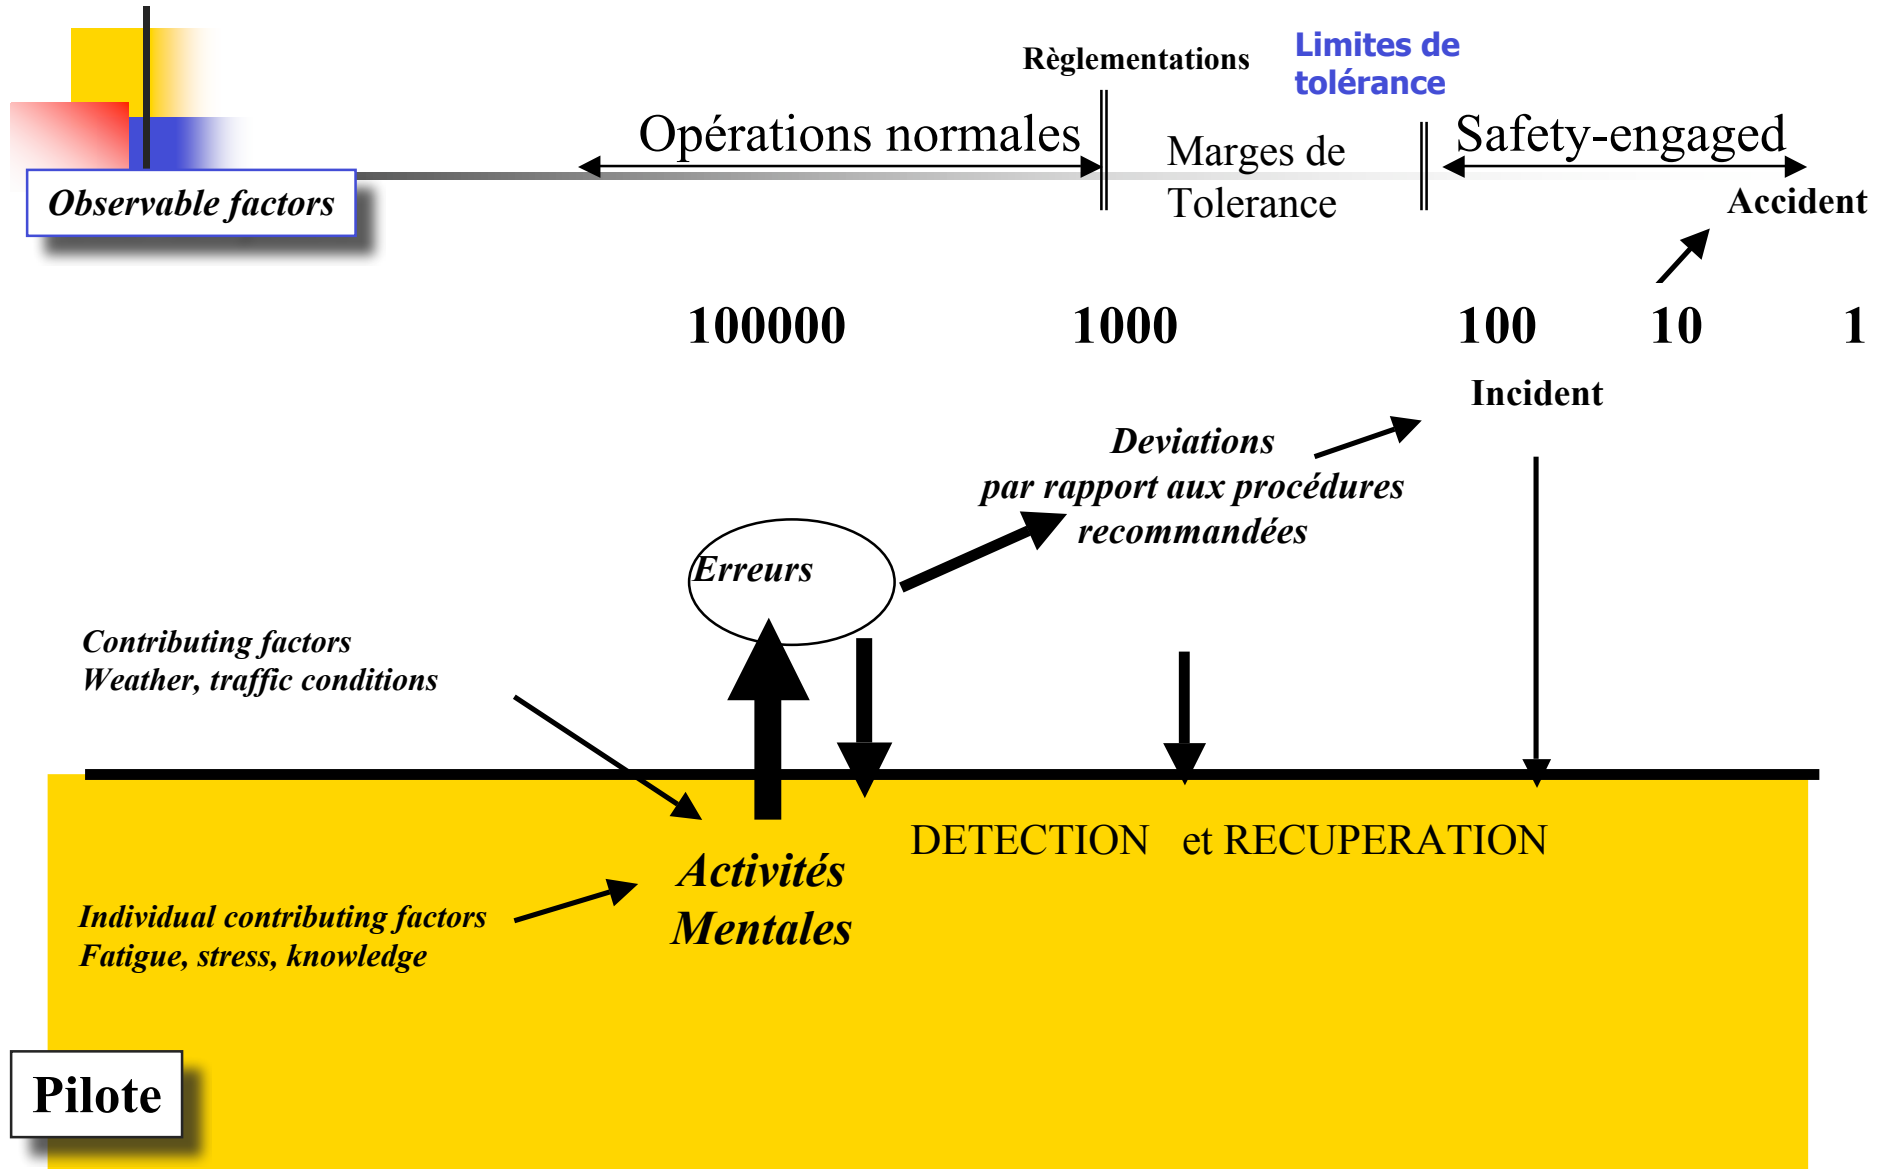 Limites de
tolérance
Règlementations
Opérations normales
Marges de
Tolerance
Safety-engaged
Observable factors
Accident
100000
1000
100
10
1
Incident
Deviations
par rapport aux procédures
recommandées
Erreurs
Contributing factors
Weather, traffic conditions
DETECTION et RECUPERATION
Activités
Mentales
Individual contributing factors
Fatigue, stress, knowledge
Pilote